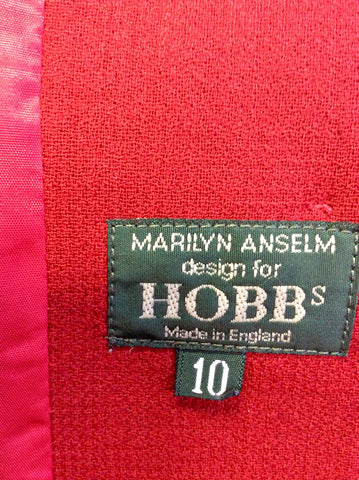 MARILYN ANSELM
design for
HOBBS
Made in England
10